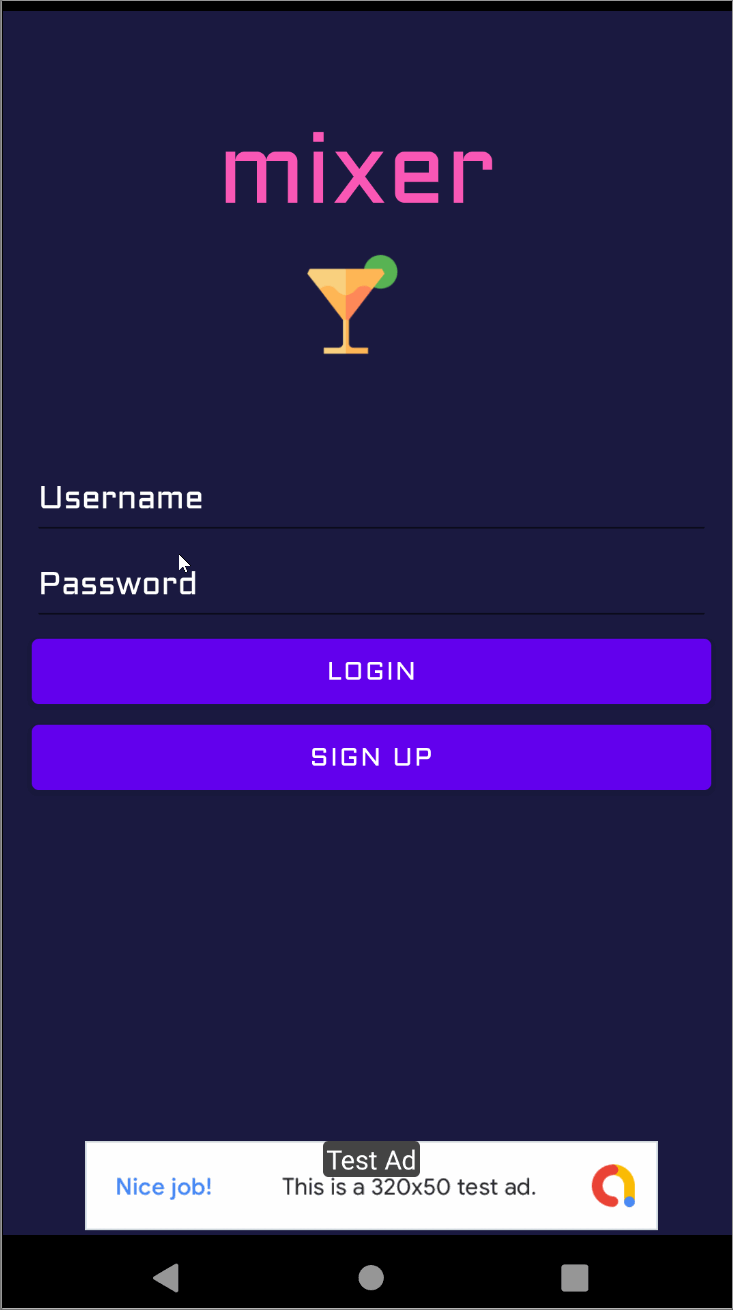 mixer
Username
Password
LOGIN
SIGN UP
Test Ad
Nice job!
This is a 320x50 test ad.